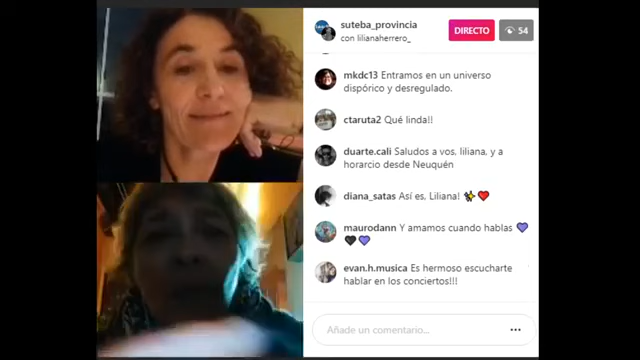 suteba_provincia
con lilianaherrero_
DIRECTO
54
mkdc13 Entramos en un universo
dispórico y desregulado.
ctaruta2 Qué linda!!
duarte.cali Saludos a vos, liliana, y a
horarcio desde Neuquén
diana_satas Así es, Liliana! ✨❤️
maurodann Y amamos cuando hablas 💜
🖤💜
evan.h.musica Es hermoso escucharte
hablar en los conciertos!!!
Añade un comentario...